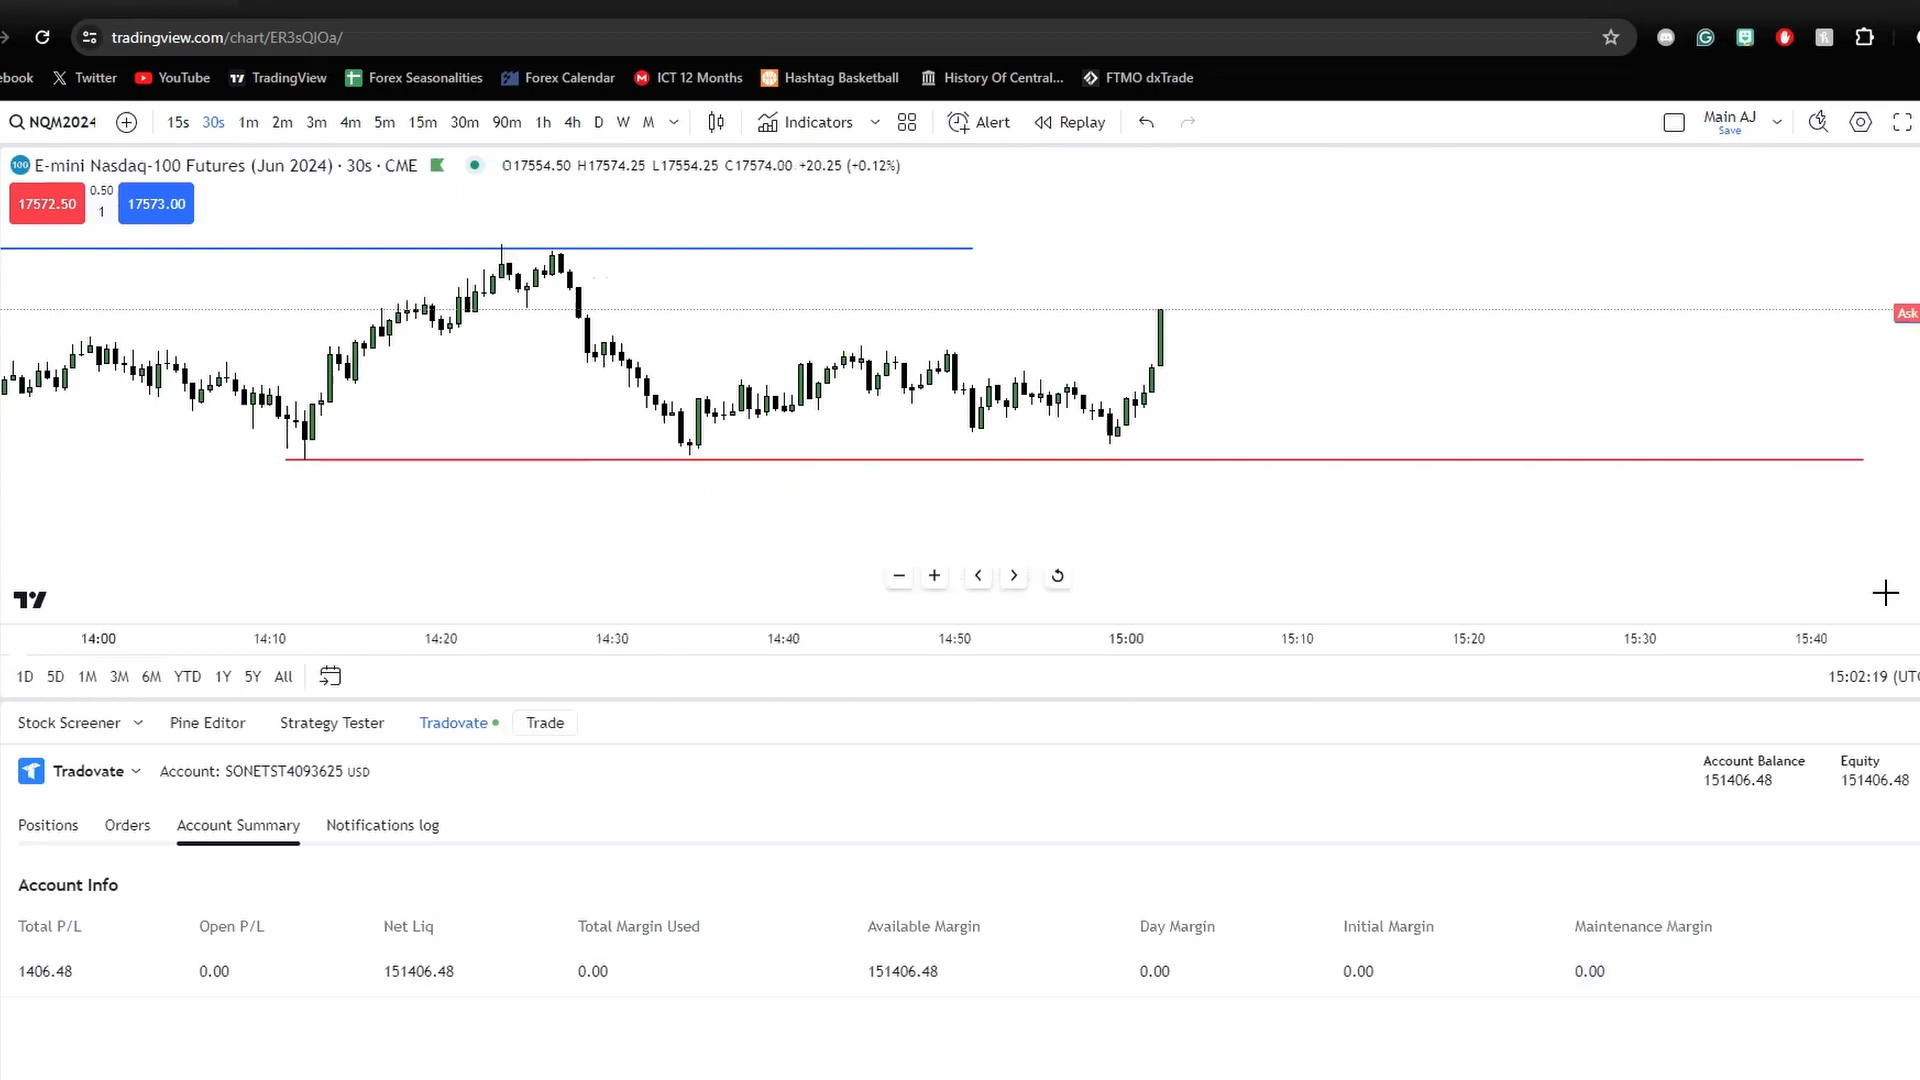 tradingview.com/chart/ER3sQIOa/
ebook Twitter YouTube TradingView Forex Seasonalities Forex Calendar ICT 12 Months Hashtag Basketball History Of Central... FTMO dxTrade
NQM2024 15s 30s 1m 2m 3m 4m 5m 15m 30m 90m 1h 4h D W M Indicators Alert Replay Main AJ
Save
E-mini Nasdaq-100 Futures (Jun 2024) · 30s · CME O17554.50 H17574.25 L17554.25 C17574.00 +20.25 (+0.12%)
17572.50 0.50 17573.00
1
Ask
14:00 14:10 14:20 14:30 14:40 14:50 15:00 15:10 15:20 15:30 15:40
1D 5D 1M 3M 6M YTD 1Y 5Y All 15:02:19 (UTC
Stock Screener Pine Editor Strategy Tester Tradovate Trade
Tradovate Account: SONETST4093625 USD
Account Balance Equity
151406.48 151406.48
Positions Orders Account Summary Notifications log
Account Info
Total P/L Open P/L Net Liq Total Margin Used Available Margin Day Margin Initial Margin Maintenance Margin
1406.48 0.00 151406.48 0.00 151406.48 0.00 0.00 0.00